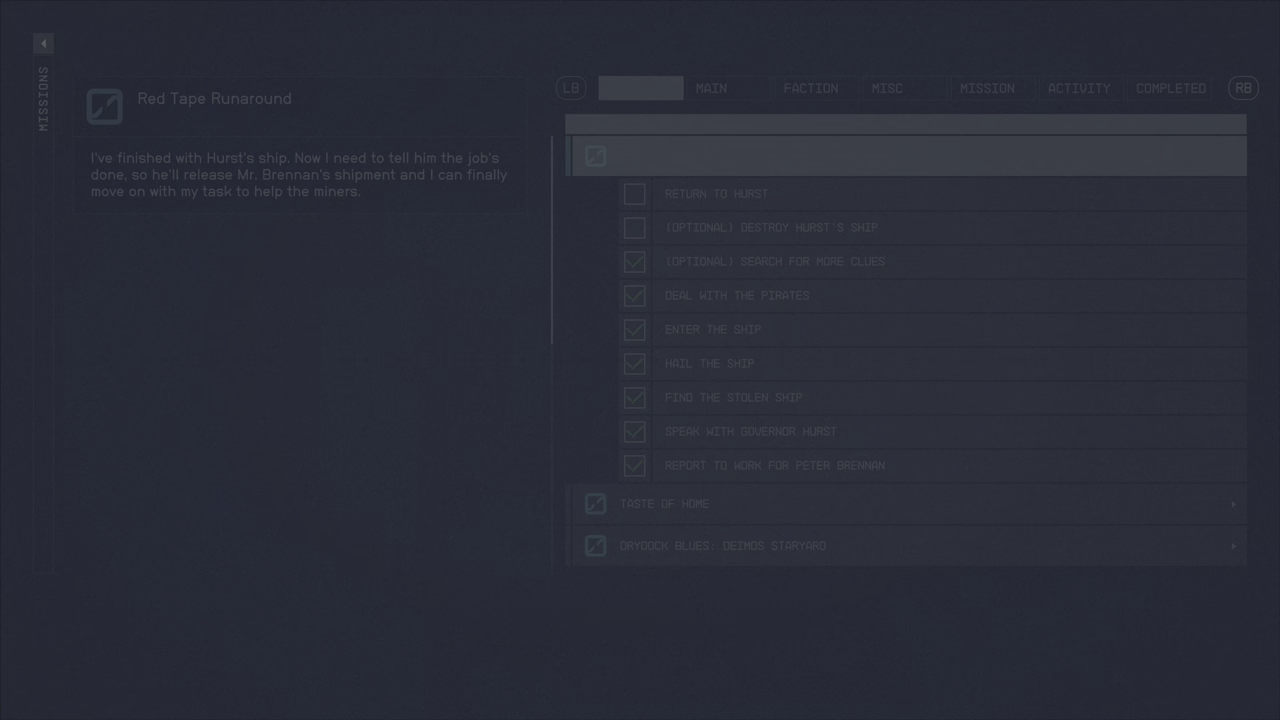 MISSIONS
Red Tape Runaround
I've finished with Hurst's ship. Now I need to tell him the job's
done, so he'll release Mr. Brennan's shipment and I can finally
move on with my task to help the miners.
LB MAIN FACTION MISC MISSION ACTIVITY COMPLETED RB
RETURN TO HURST
(OPTIONAL) DESTROY HURST'S SHIP
(OPTIONAL) SEARCH FOR MORE CLUES
DEAL WITH THE PIRATES
ENTER THE SHIP
HAIL THE SHIP
FIND THE STOLEN SHIP
SPEAK WITH GOVERNOR HURST
REPORT TO WORK FOR PETER BRENNAN
TASTE OF HOME
DRYDOCK BLUES: DEIMOS STARYARD